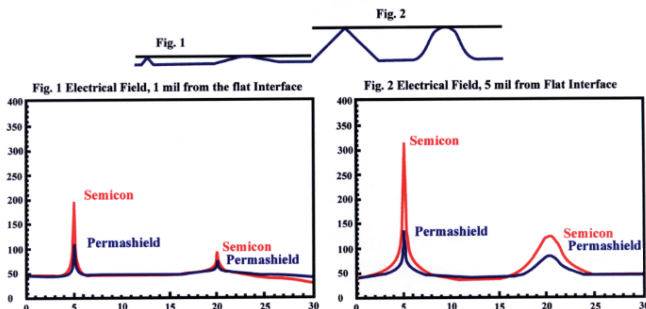 Fig. 2
Fig. 1
Fig. 1 Electrical Field, 1 mil from the flat Interface
400
350
300
250
200
150
100
50
0
Semicon
Permashield
Semicon
Permashield
0 5 10 15 20 25 30
Fig. 2 Electrical Field, 5 mil from Flat Interface
400
350
300
250
200
150
100
50
0
Semicon
Permashield
Semicon
Permashield
0 5 10 15 20 25 30